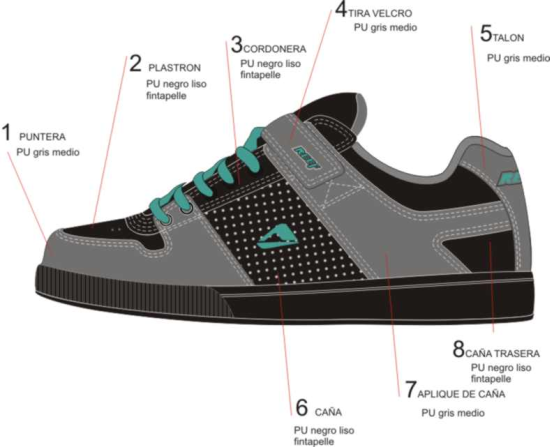 4 TIRA VELCRO
PU gris medio
5 TALON
PU gris medio
3 CORDONERA
PU negro liso
fintapelle
2 PLASTRON
PU negro liso
fintapelle
1 PUNTERA
PU gris medio
REEF
8 CAÑA TRASERA
PU negro liso
fintapelle
7 APLIQUE DE CAÑA
PU gris medio
6 CAÑA
PU negro liso
fintapelle